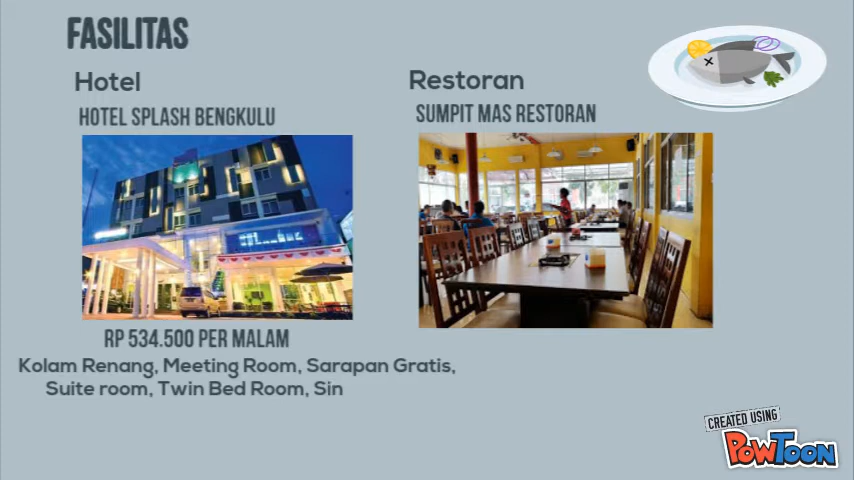 FASILITAS
Hotel
HOTEL SPLASH BENGKULU
RP 534.500 PER MALAM
Kolam Renang, Meeting Room, Sarapan Gratis,
Suite room, Twin Bed Room, Sin
Restoran
SUMPIT MAS RESTORAN
CREATED USING
POWTOON